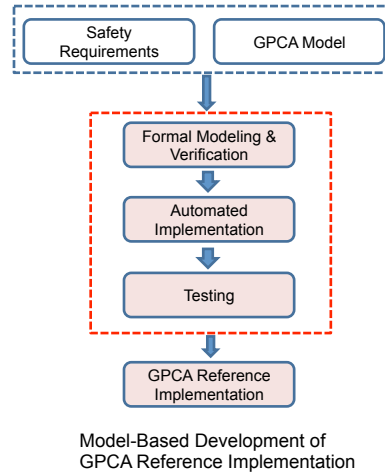 Safety
Requirements
GPCA Model
Formal Modeling &
Verification
Automated
Implementation
Testing
GPCA Reference
Implementation
Model-Based Development of
GPCA Reference Implementation